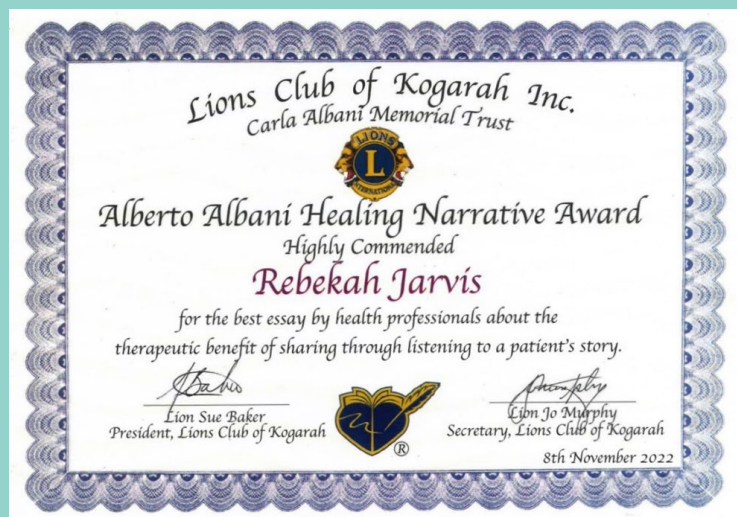 Lions Club of Kogarah Inc.
Carla Albani Memorial Trust
LIONS
L
INTERNATIONAL
Alberto Albani Healing Narrative Award
Highly Commended
Rebekah Jarvis
for the best essay by health professionals about the
therapeutic benefit of sharing through listening to a patient's story.
Lion Sue Baker
President, Lions Club of Kogarah
®
Lion Jo Murphy
Secretary, Lions Club of Kogarah
8th November 2022